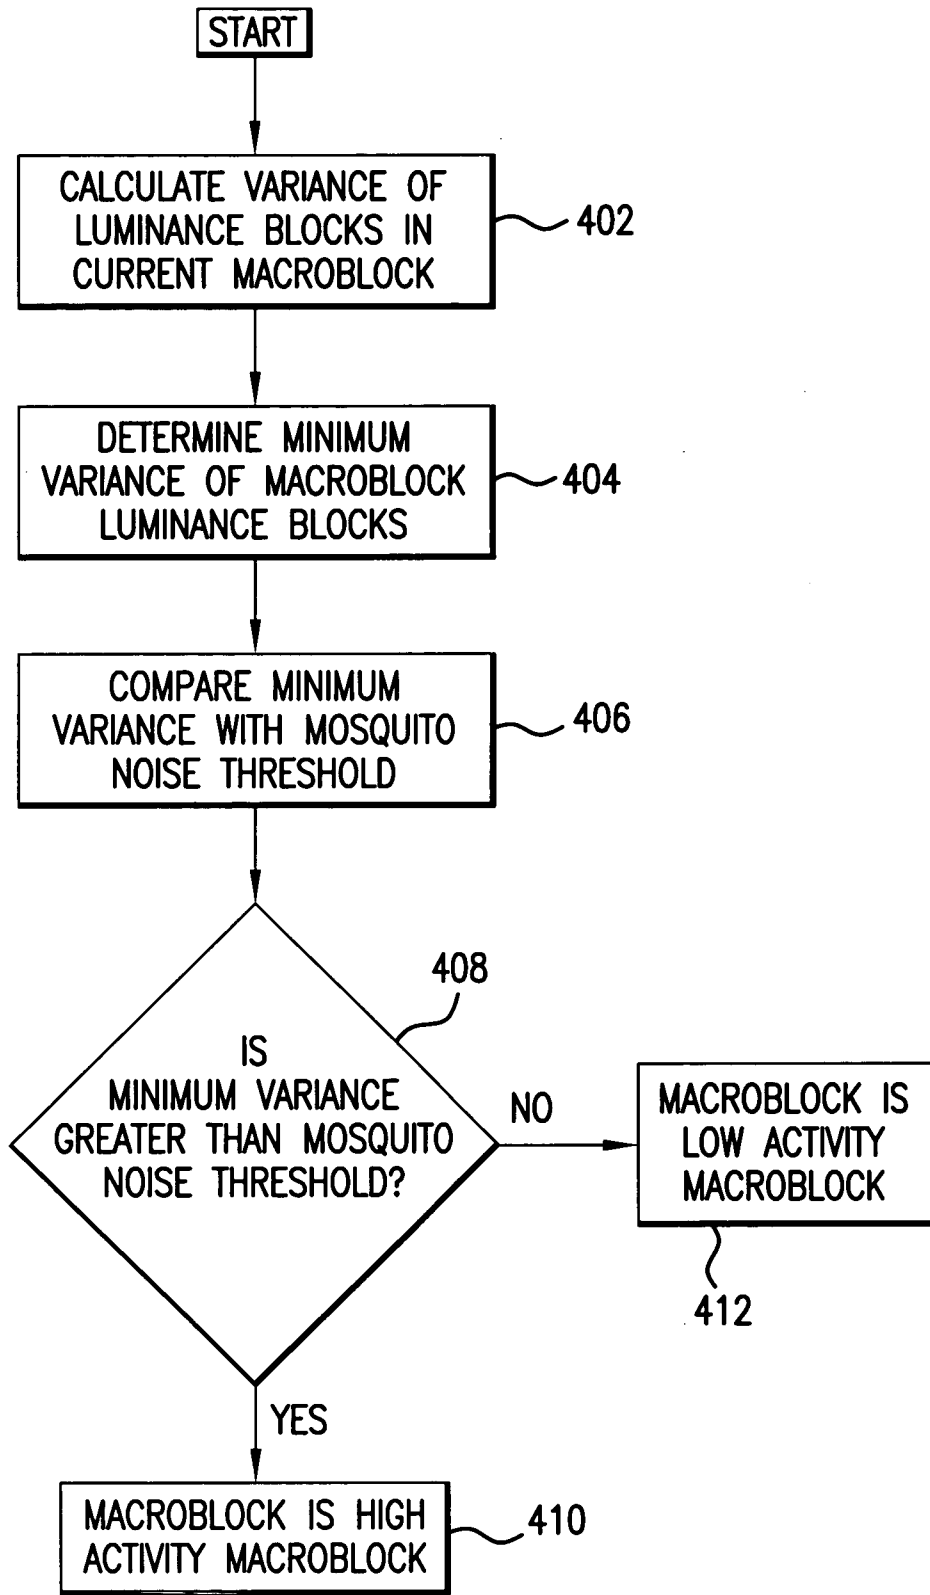 START
CALCULATE VARIANCE OF
LUMINANCE BLOCKS IN
CURRENT MACROBLOCK
402
DETERMINE MINIMUM
VARIANCE OF MACROBLOCK
LUMINANCE BLOCKS
404
COMPARE MINIMUM
VARIANCE WITH MOSQUITO
NOISE THRESHOLD
406
408
IS
MINIMUM VARIANCE
GREATER THAN MOSQUITO
NOISE THRESHOLD?
NO
MACROBLOCK IS
LOW ACTIVITY
MACROBLOCK
412
YES
MACROBLOCK IS HIGH
ACTIVITY MACROBLOCK
410